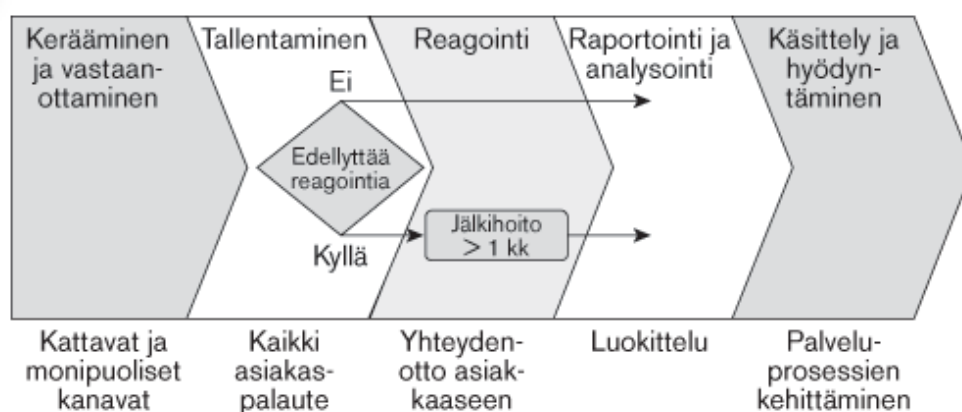 Kerääminen
ja vastaan-
ottaminen
Tallentaminen
Reagointi
Raportointi ja
analysointi
Käsittely ja
hyödyn-
täminen
Ei
Edellyttää
reagointia
Kyllä
Jälkihoito
> 1 kk
Kattavat ja
monipuoliset
kanavat
Kaikki
asiakas-
palaute
Yhteyden-
otto asiak-
kaaseen
Luokittelu
Palvelu-
prosessien
kehittäminen